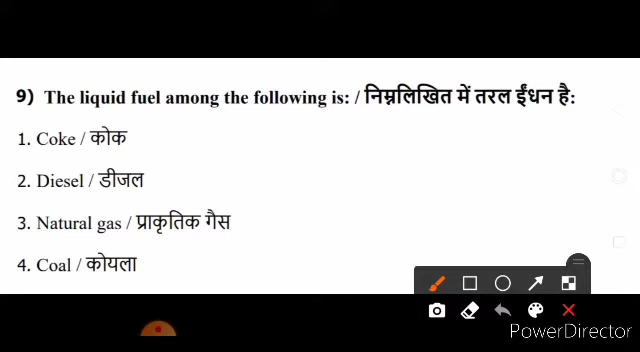 9) The liquid fuel among the following is: / निम्नलिखित में तरल ईंधन है:
1. Coke / कोक
2. Diesel / डीजल
3. Natural gas / प्राकृतिक गैस
4. Coal / कोयला
PowerDirector